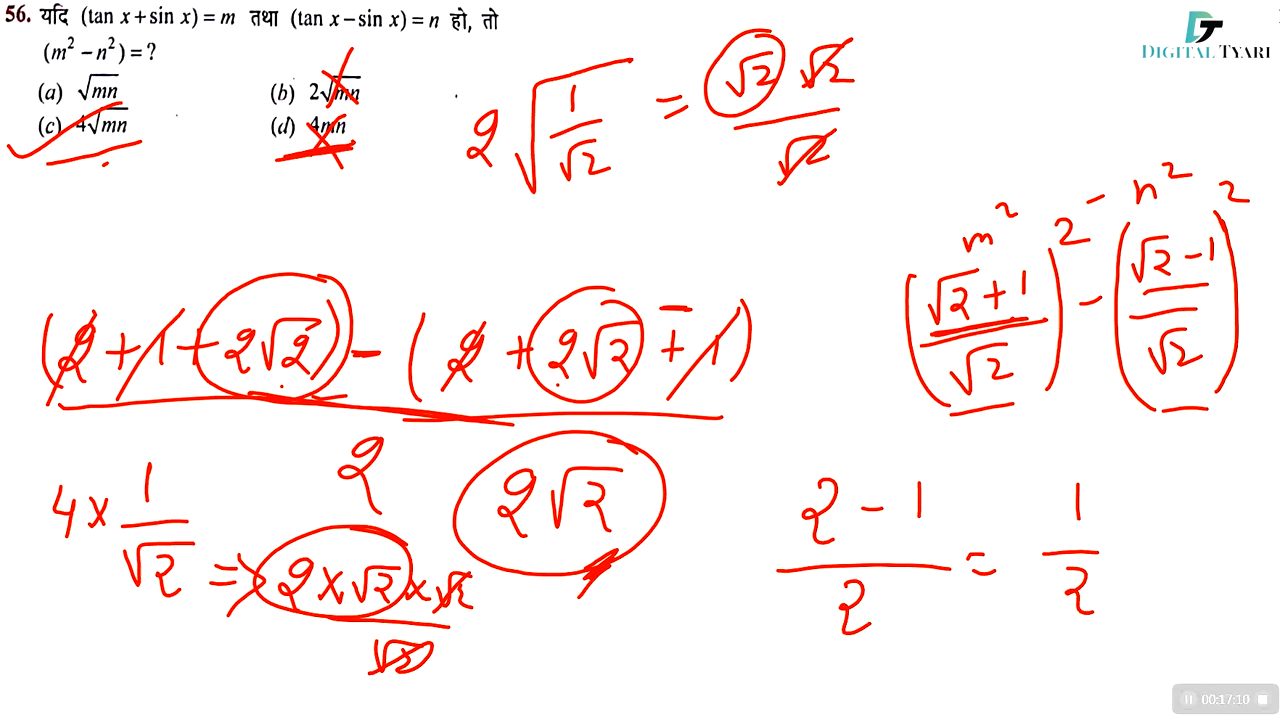 56. यदि (tan x + sin x) = m तथा (tan x − sin x) = n हो, तो
(m² − n²) = ?
(a) √mn (b) 2√mn
(c) 4√mn (d) 4mn
DIGITAL TYARI
2√(1/√2) = √2 √2 / √2
m² − n²
((√2 + 1)/√2)² − ((√2 − 1)/√2)²
(2 + 1 + 2√2) − (2 + 2√2 + 1)
2
2√2
4 × 1/√2 ⇒ 2 × √2 × √2 / √2
(2 − 1)/2 = 1/2
00:17:10